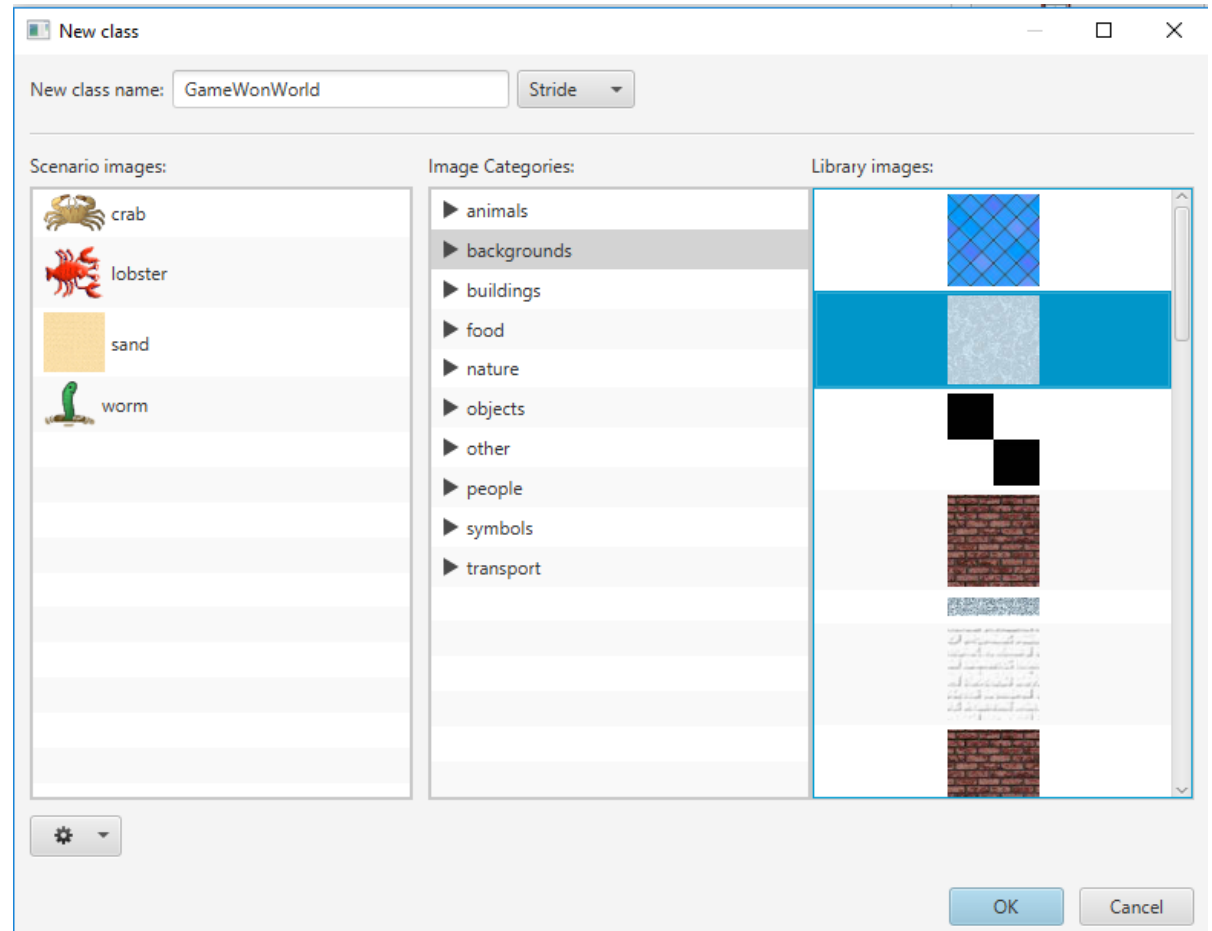 New class
New class name: GameWonWorld Stride
Scenario images:
crab
lobster
sand
worm
Image Categories:
animals
backgrounds
buildings
food
nature
objects
other
people
symbols
transport
Library images:
OK Cancel